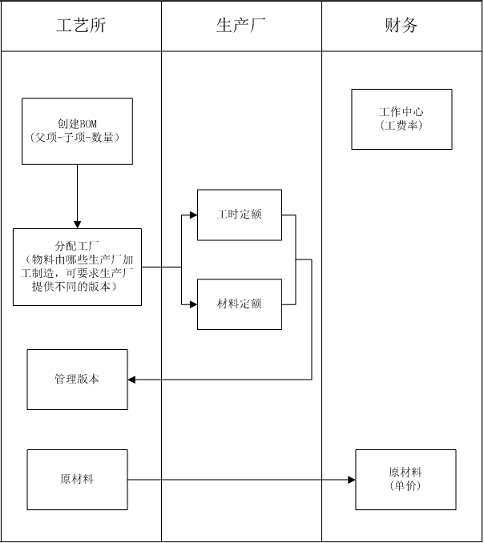 工艺所
生产厂
财务
创建BOM
(父项-子项-数量)
工作中心
(工费率)
工时定额
分配工厂
(物料由哪些生产厂加
工制造,可要求生产厂
提供不同的版本)
材料定额
管理版本
原材料
原材料
(单价)